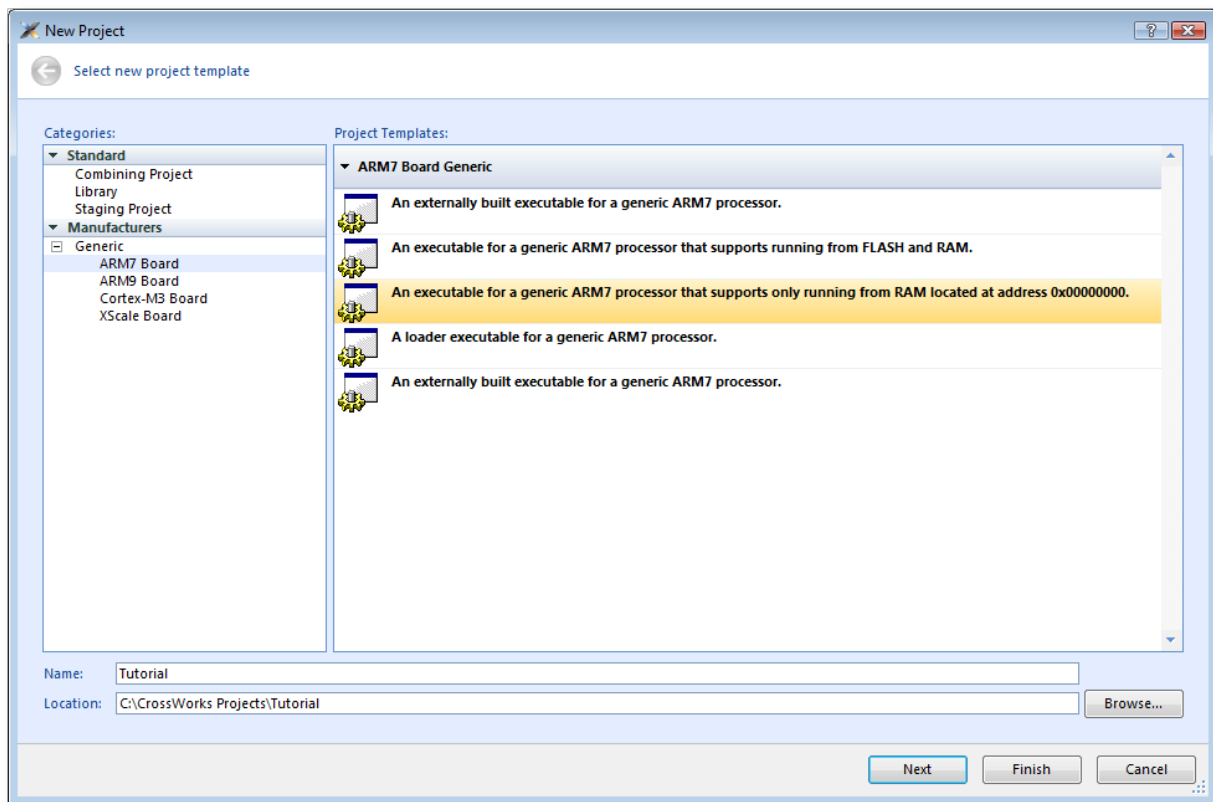 New Project
Select new project template
Categories:
Standard
Combining Project
Library
Staging Project
Manufacturers
Generic
ARM7 Board
ARM9 Board
Cortex-M3 Board
XScale Board
Project Templates:
ARM7 Board Generic
An externally built executable for a generic ARM7 processor.
An executable for a generic ARM7 processor that supports running from FLASH and RAM.
An executable for a generic ARM7 processor that supports only running from RAM located at address 0x00000000.
A loader executable for a generic ARM7 processor.
An externally built executable for a generic ARM7 processor.
Name: Tutorial
Location: C:\CrossWorks Projects\Tutorial Browse...
Next Finish Cancel